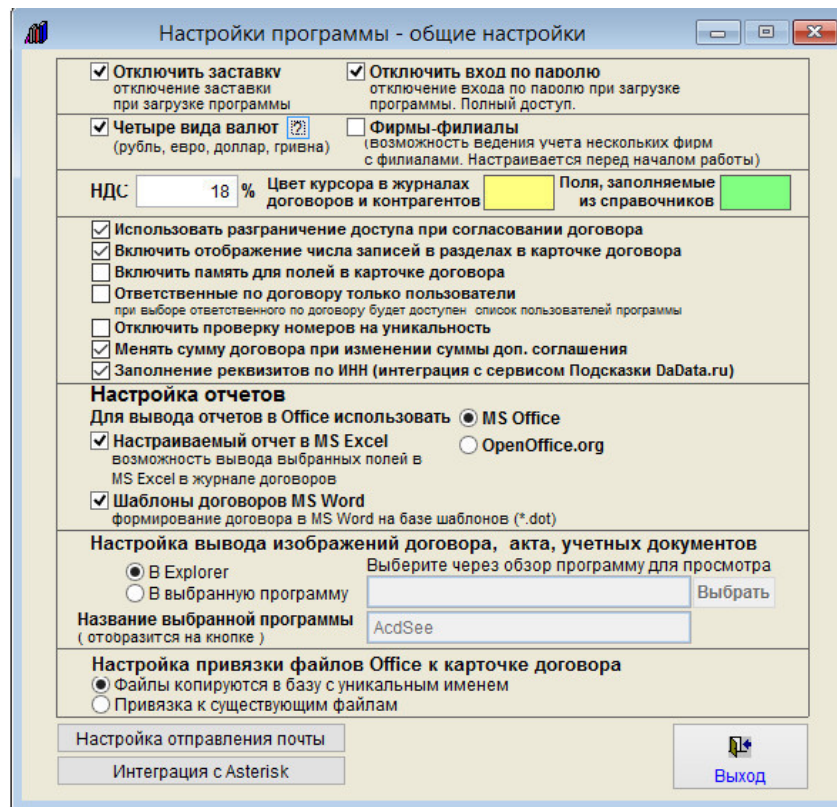 Настройки программы - общие настройки
Отключить заставку
отключение заставки
при загрузке программы
Отключить вход по паролю
отключение входа по паролю при загрузке
программы. Полный доступ.
Четыре вида валют [?]
(рубль, евро, доллар, гривна)
Фирмы-филиалы
(возможность ведения учета нескольких фирм
с филиалами. Настраивается перед началом работы)
НДС 18 %
Цвет курсора в журналах
договоров и контрагентов
Поля, заполняемые
из справочников
Использовать разграничение доступа при согласовании договора
Включить отображение числа записей в разделах в карточке договора
Включить память для полей в карточке договора
Ответственные по договору только пользователи
при выборе ответственного по договору будет доступен список пользователей программы
Отключить проверку номеров на уникальность
Менять сумму договора при изменении суммы доп. соглашения
Заполнение реквизитов по ИНН (интеграция с сервисом Подсказки DaData.ru)
Настройка отчетов
Для вывода отчетов в Office использовать
MS Office
OpenOffice.org
Настраиваемый отчет в MS Excel
возможность вывода выбранных полей в
MS Excel в журнале договоров
Шаблоны договоров MS Word
формирование договора в MS Word на базе шаблонов (*.dot)
Настройка вывода изображений договора, акта, учетных документов
В Explorer
В выбранную программу
Выберите через обзор программу для просмотра
Выбрать
Название выбранной программы
( отобразится на кнопке )
AcdSee
Настройка привязки файлов Office к карточке договора
Файлы копируются в базу с уникальным именем
Привязка к существующим файлам
Настройка отправления почты
Интеграция с Asterisk
Выход